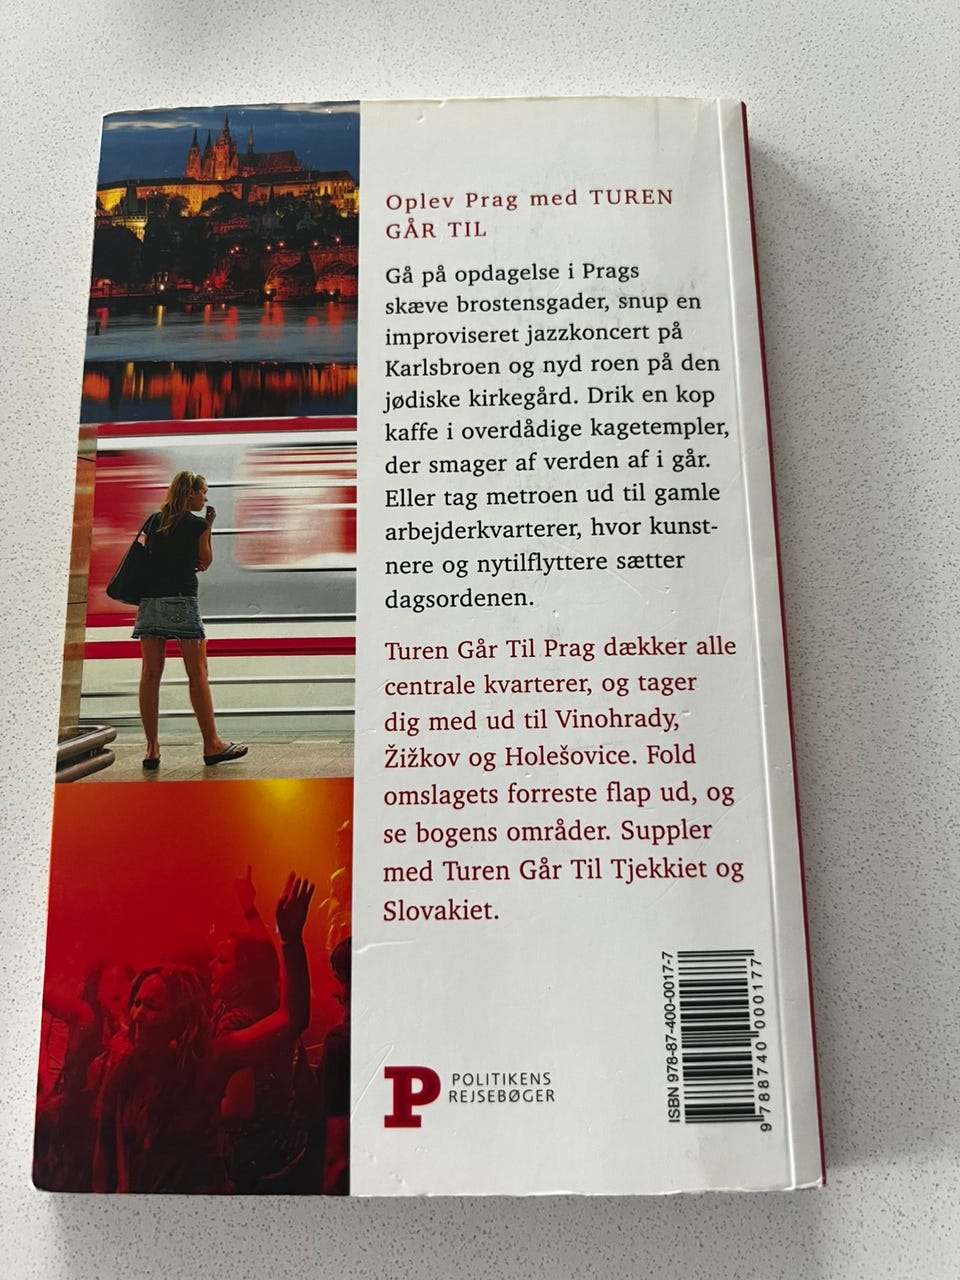 Oplev Prag med TUREN
GÅR TIL
Gå på opdagelse i Prags
skæve brostensgader, snup en
improviseret jazzkoncert på
Karlsbroen og nyd roen på den
jødiske kirkegård. Drik en kop
kaffe i overdådige kagetempler,
der smager af verden af i går.
Eller tag metroen ud til gamle
arbejderkvarterer, hvor kunst-
nere og nytilflyttere sætter
dagsordenen.
Turen Går Til Prag dækker alle
centrale kvarterer, og tager
dig med ud til Vinohrady,
Žižkov og Holešovice. Fold
omslagets forreste flap ud, og
se bogens områder. Suppler
med Turen Går Til Tjekkiet og
Slovakiet.
P
POLITIKENS
REJSEBØGER
ISBN 978-87-400-0017-7
9 788740 000177